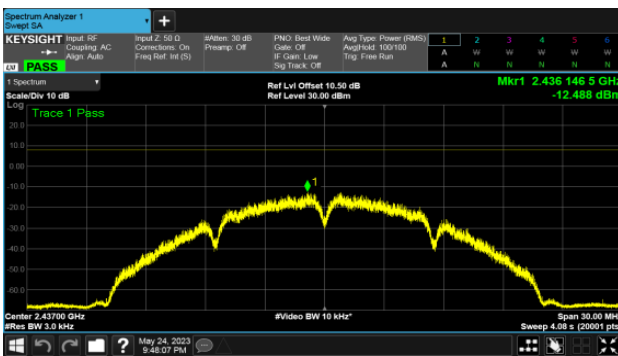 Spectrum Analyzer 1
Swept SA
KEYSIGHT Input: RF Input Z: 50 Ω #Atten: 30 dB PNO: Best Wide Avg Type: Power (RMS) 1 2 3 4 5 6
Coupling: AC Corrections: On Preamp: Off Gate: Off Avg|Hold: 100/100 A W W W W W
Align: Auto Freq Ref: Int (S) IF Gain: Low Trig: Free Run
Sig Track: Off
PASS A N N N N N
1 Spectrum Ref Lvl Offset 10.50 dB Mkr1 2.436 146 5 GHz
Scale/Div 10 dB Ref Level 30.00 dBm -12.488 dBm
Log
Trace 1 Pass
20.0
10.0
0.00
-10.0
1
-20.0
-30.0
-40.0
-50.0
-60.0
Center 2.43700 GHz #Video BW 10 kHz* Span 30.00 MHz
#Res BW 3.0 kHz Sweep 4.08 s (20001 pts)
May 24, 2023
9:48:07 PM